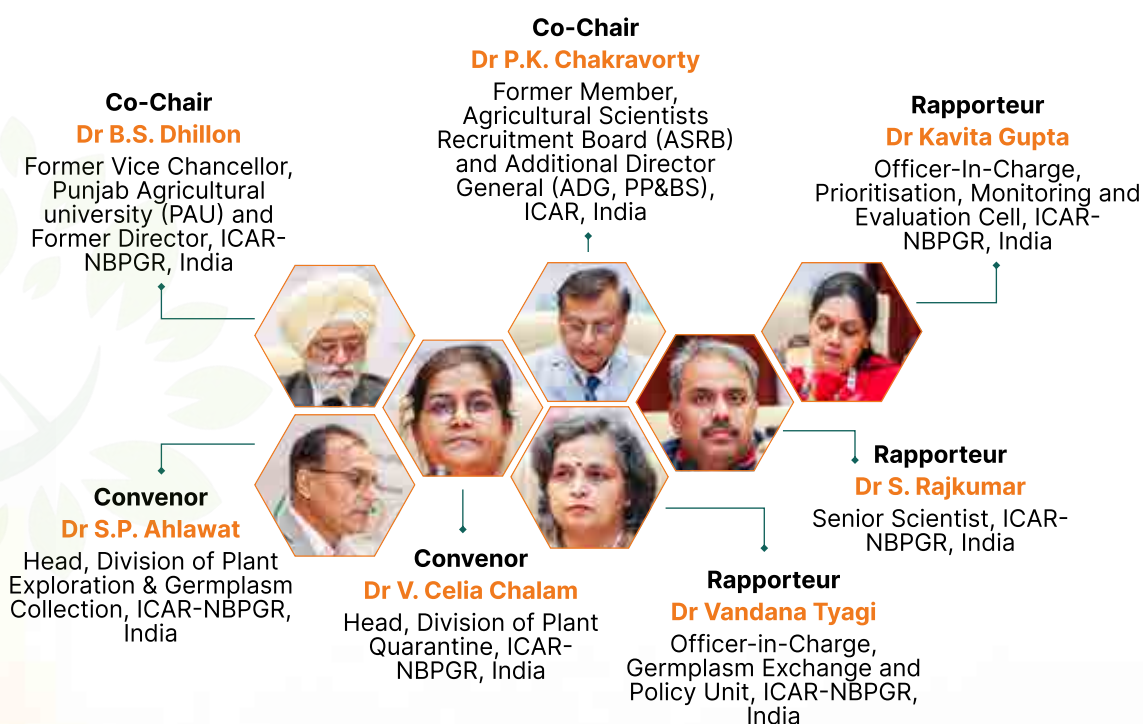 Co-Chair
Dr P.K. Chakravorty
Former Member,
Agricultural Scientists
Recruitment Board (ASRB)
and Additional Director
General (ADG, PP&BS),
ICAR, India
Co-Chair
Dr B.S. Dhillon
Former Vice Chancellor,
Punjab Agricultural
university (PAU) and
Former Director, ICAR-
NBPGR, India
Rapporteur
Dr Kavita Gupta
Officer-In-Charge,
Prioritisation, Monitoring and
Evaluation Cell, ICAR-
NBPGR, India
Convenor
Dr S.P. Ahlawat
Head, Division of Plant
Exploration & Germplasm
Collection, ICAR-NBPGR,
India
Convenor
Dr V. Celia Chalam
Head, Division of Plant
Quarantine, ICAR-
NBPGR, India
Rapporteur
Dr Vandana Tyagi
Officer-in-Charge,
Germplasm Exchange and
Policy Unit, ICAR-NBPGR,
India
Rapporteur
Dr S. Rajkumar
Senior Scientist, ICAR-
NBPGR, India